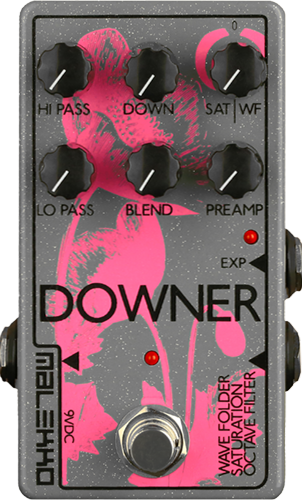 0
HI PASS
DOWN
SAT|WF
LO PASS
BLEND
PREAMP
EXP
DOWNER
MALEKKO
9VDC
WAVE FOLDER
SATURATION
OCTAVE FILTER